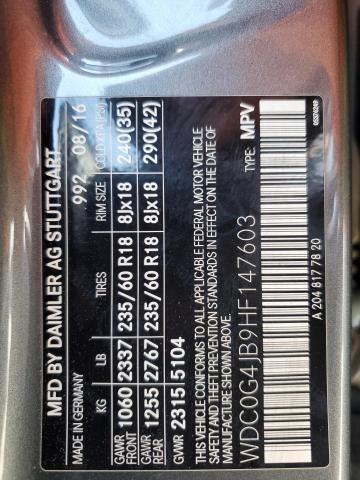 MFD BY DAIMLER AG STUTTGART
GERMANY 992 08/16
KG LB TIRES RIM SIZE COLD KPA (PSI)
GAWR FRONT 1060 2337 235/60 R18 8Jx18 240(35)
GAWR REAR 1255 2767 235/60 R18 8Jx18 290(42)
GVWR 2315 5104
THIS VEHICLE CONFORMS TO ALL APPLICABLE FEDERAL MOTOR VEHICLE
SAFETY AND THEFT PREVENTION STANDARDS IN EFFECT ON THE DATE OF
MANUFACTURE SHOWN ABOVE.
WDC0G4JB9HF147603 TYPE: MPV
A 204 817 78 20